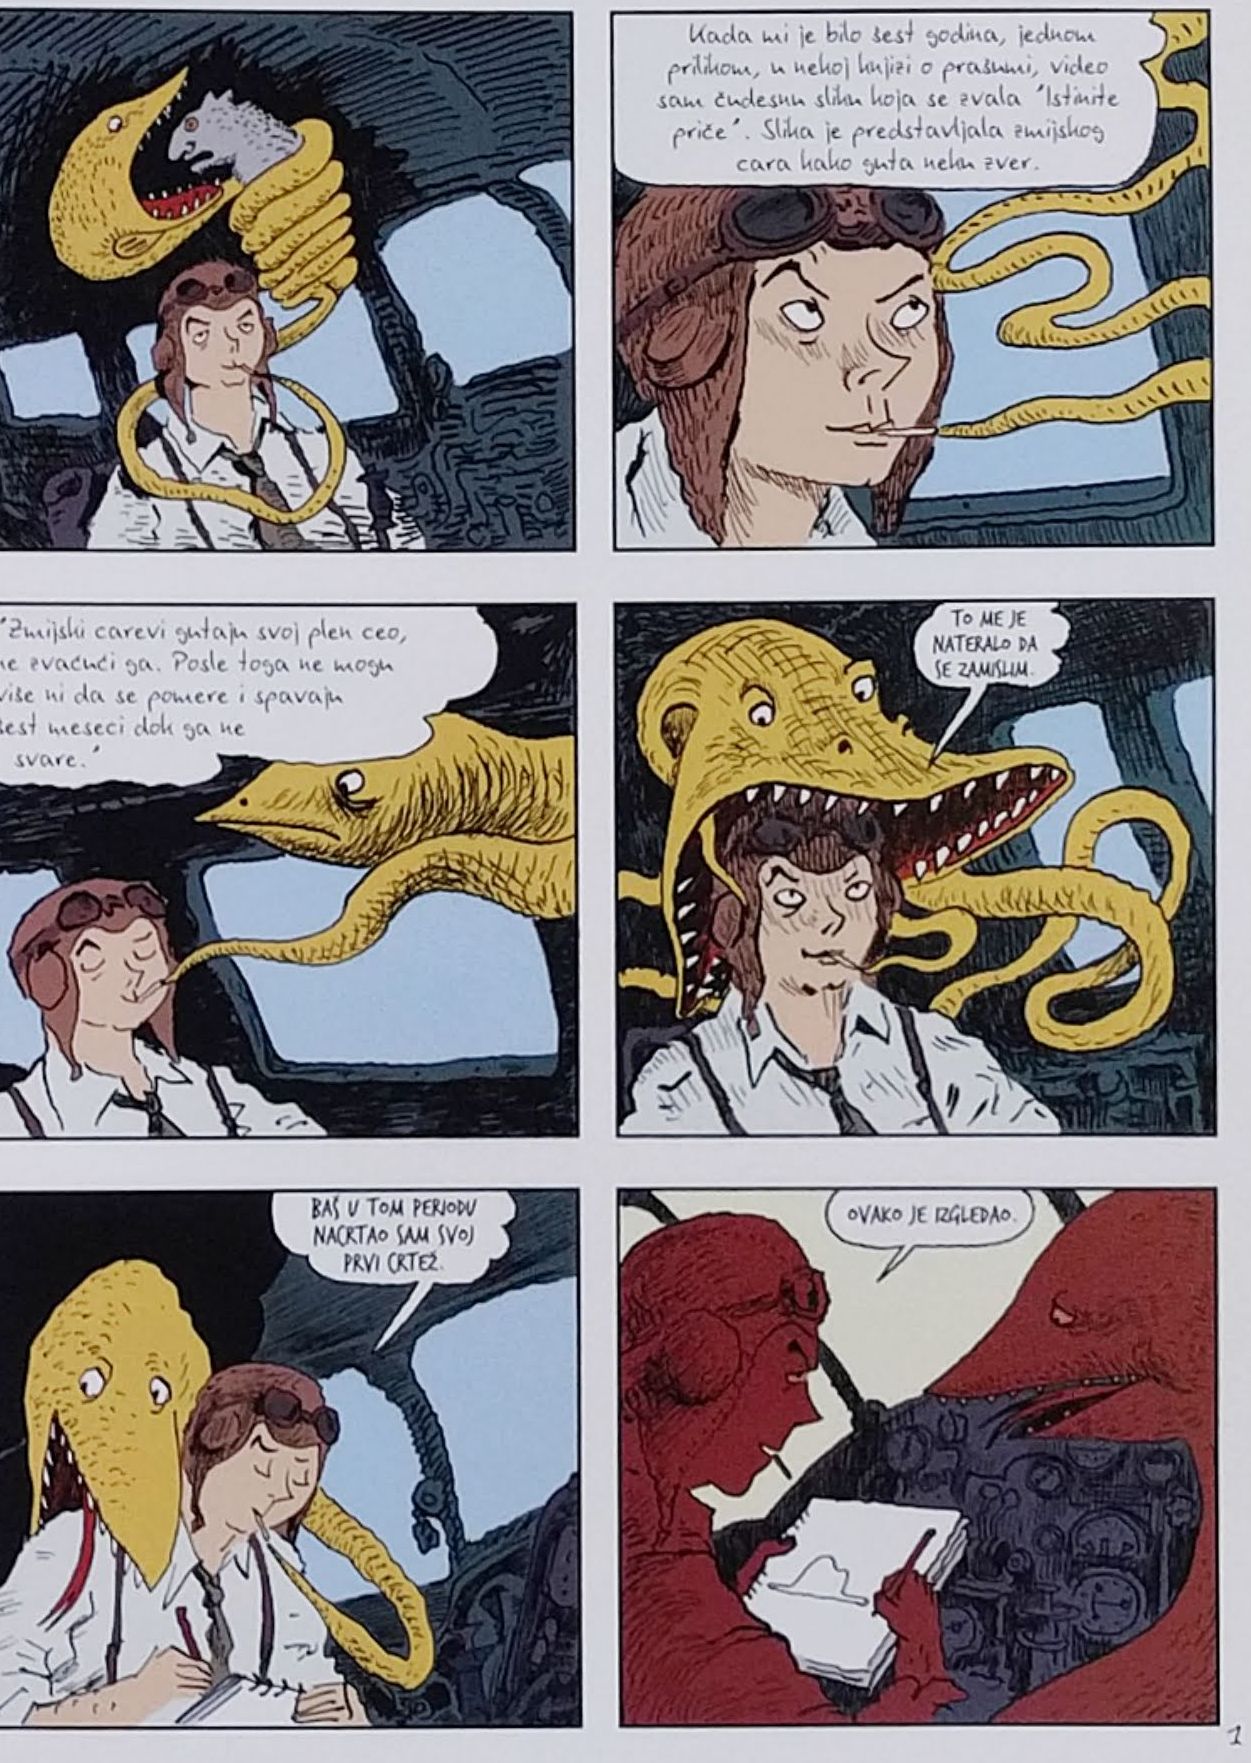 Kada mi je bilo šest godina, jednom
prilikom, u nekoj knjizi o prašumi, video
sam čudesnu sliku koja se zvala "Istinite
priče". Slika je predstavljala zmijskog
cara kako guta neku zver.
"Zmijski carevi gutaju svoj plen ceo,
ne žvaćući ga. Posle toga ne mogu
više ni da se pomere i spavaju
šest meseci dok ga ne
svare."
TO ME JE
NATERALO DA
SE ZAMISLIM.
BAŠ U TOM PERIODU
NACRTAO SAM SVOJ
PRVI CRTEŽ.
OVAKO JE IZGLEDAO.
1